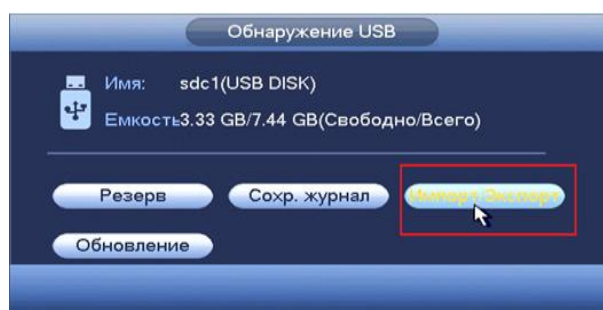 Обнаружение USB
Имя: sdc1(USB DISK)
Емкость3.33 GB/7.44 GB(Свободно/Всего)
Резерв Сохр. журнал Импорт/Экспорт
Обновление